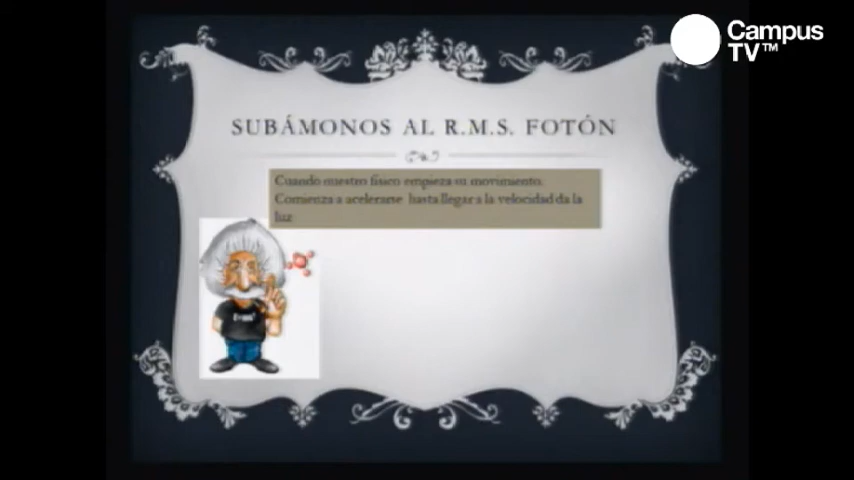 Campus
TV™
SUBÁMONOS AL R.M.S. FOTÓN
Cuando nuestro físico empieza su movimiento.
Comienza a acelerarse hasta llegar a la velocidad da la
luz